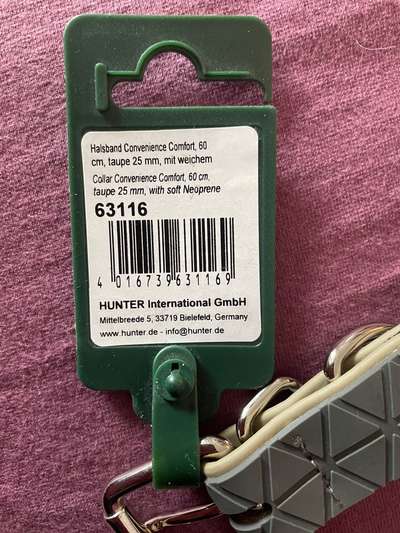 Halsband Convenience Comfort, 60
cm, taupe 25 mm, mit weichem
Collar Convenience Comfort, 60 cm,
taupe 25 mm, with soft Neoprene
63116
4 016739 631169
HUNTER International GmbH
Mittelbreede 5, 33719 Bielefeld, Germany
www.hunter.de - info@hunter.de